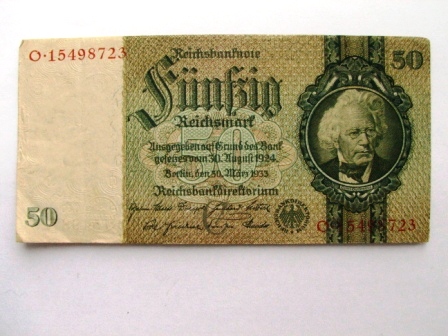 O·15498723
Reichsbanknote
50
Fünfzig
Reichsmark
Ausgegeben auf Grund des Bank
gesetzes vom 30. August 1924
Berlin, den 30. März 1933
Reichsbankdirektorium
50
50
O·15498723